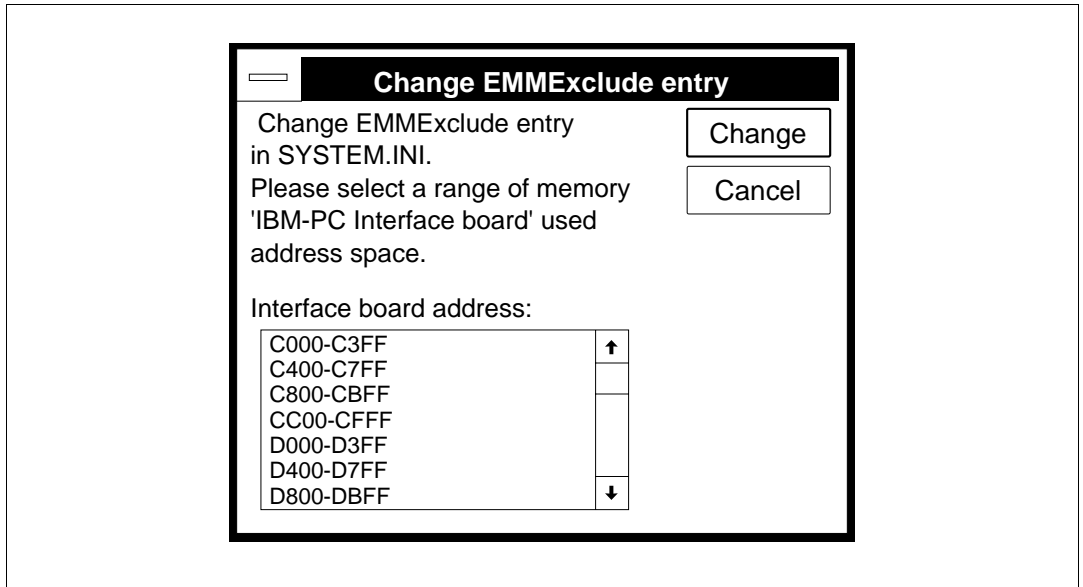 Change EMMExclude entry
Change EMMExclude entry
in SYSTEM.INI.
Please select a range of memory
'IBM-PC Interface board' used
address space.
Change
Cancel
Interface board address:
C000-C3FF
C400-C7FF
C800-CBFF
CC00-CFFF
D000-D3FF
D400-D7FF
D800-DBFF